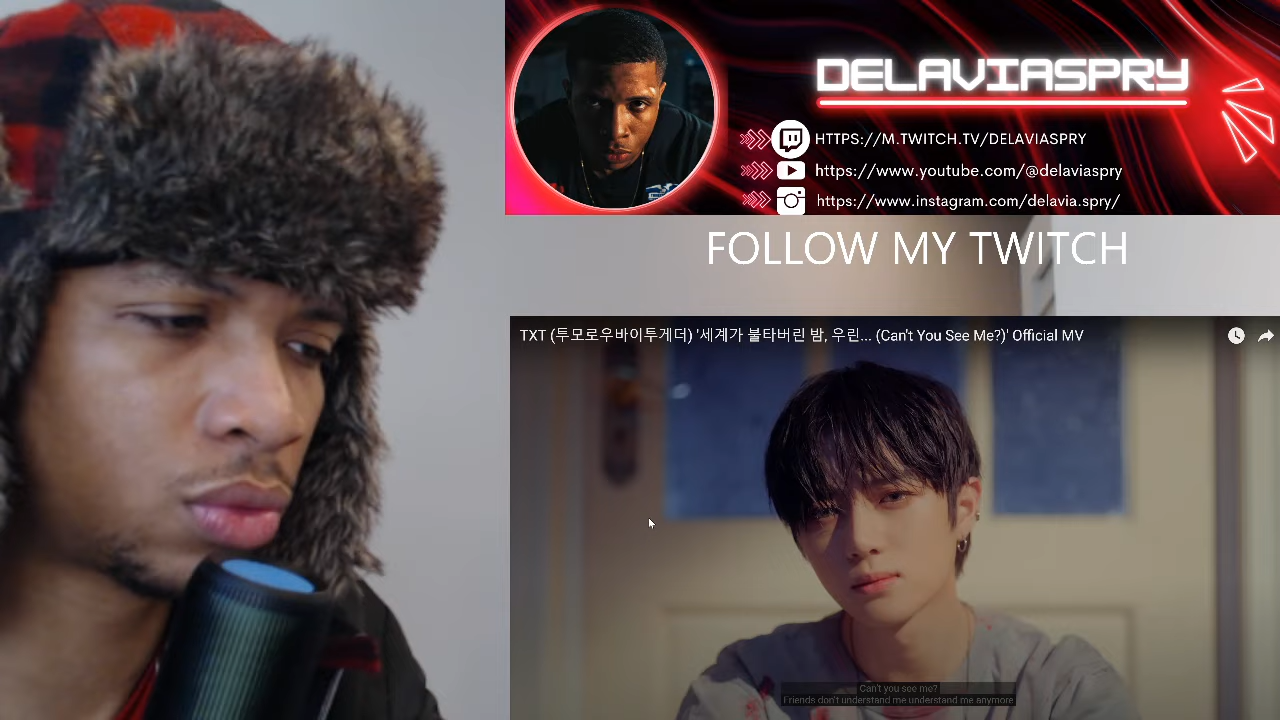 DELAVIASPRY
HTTPS://M.TWITCH.TV/DELAVIASPRY
https://www.youtube.com/@delaviaspry
https://www.instagram.com/delavia.spry/
FOLLOW MY TWITCH
TXT (투모로우바이투게더) '세계가 불타버린 밤, 우린... (Can't You See Me?)' Official MV
Can't you see me?
Friends don't understand me understand me anymore